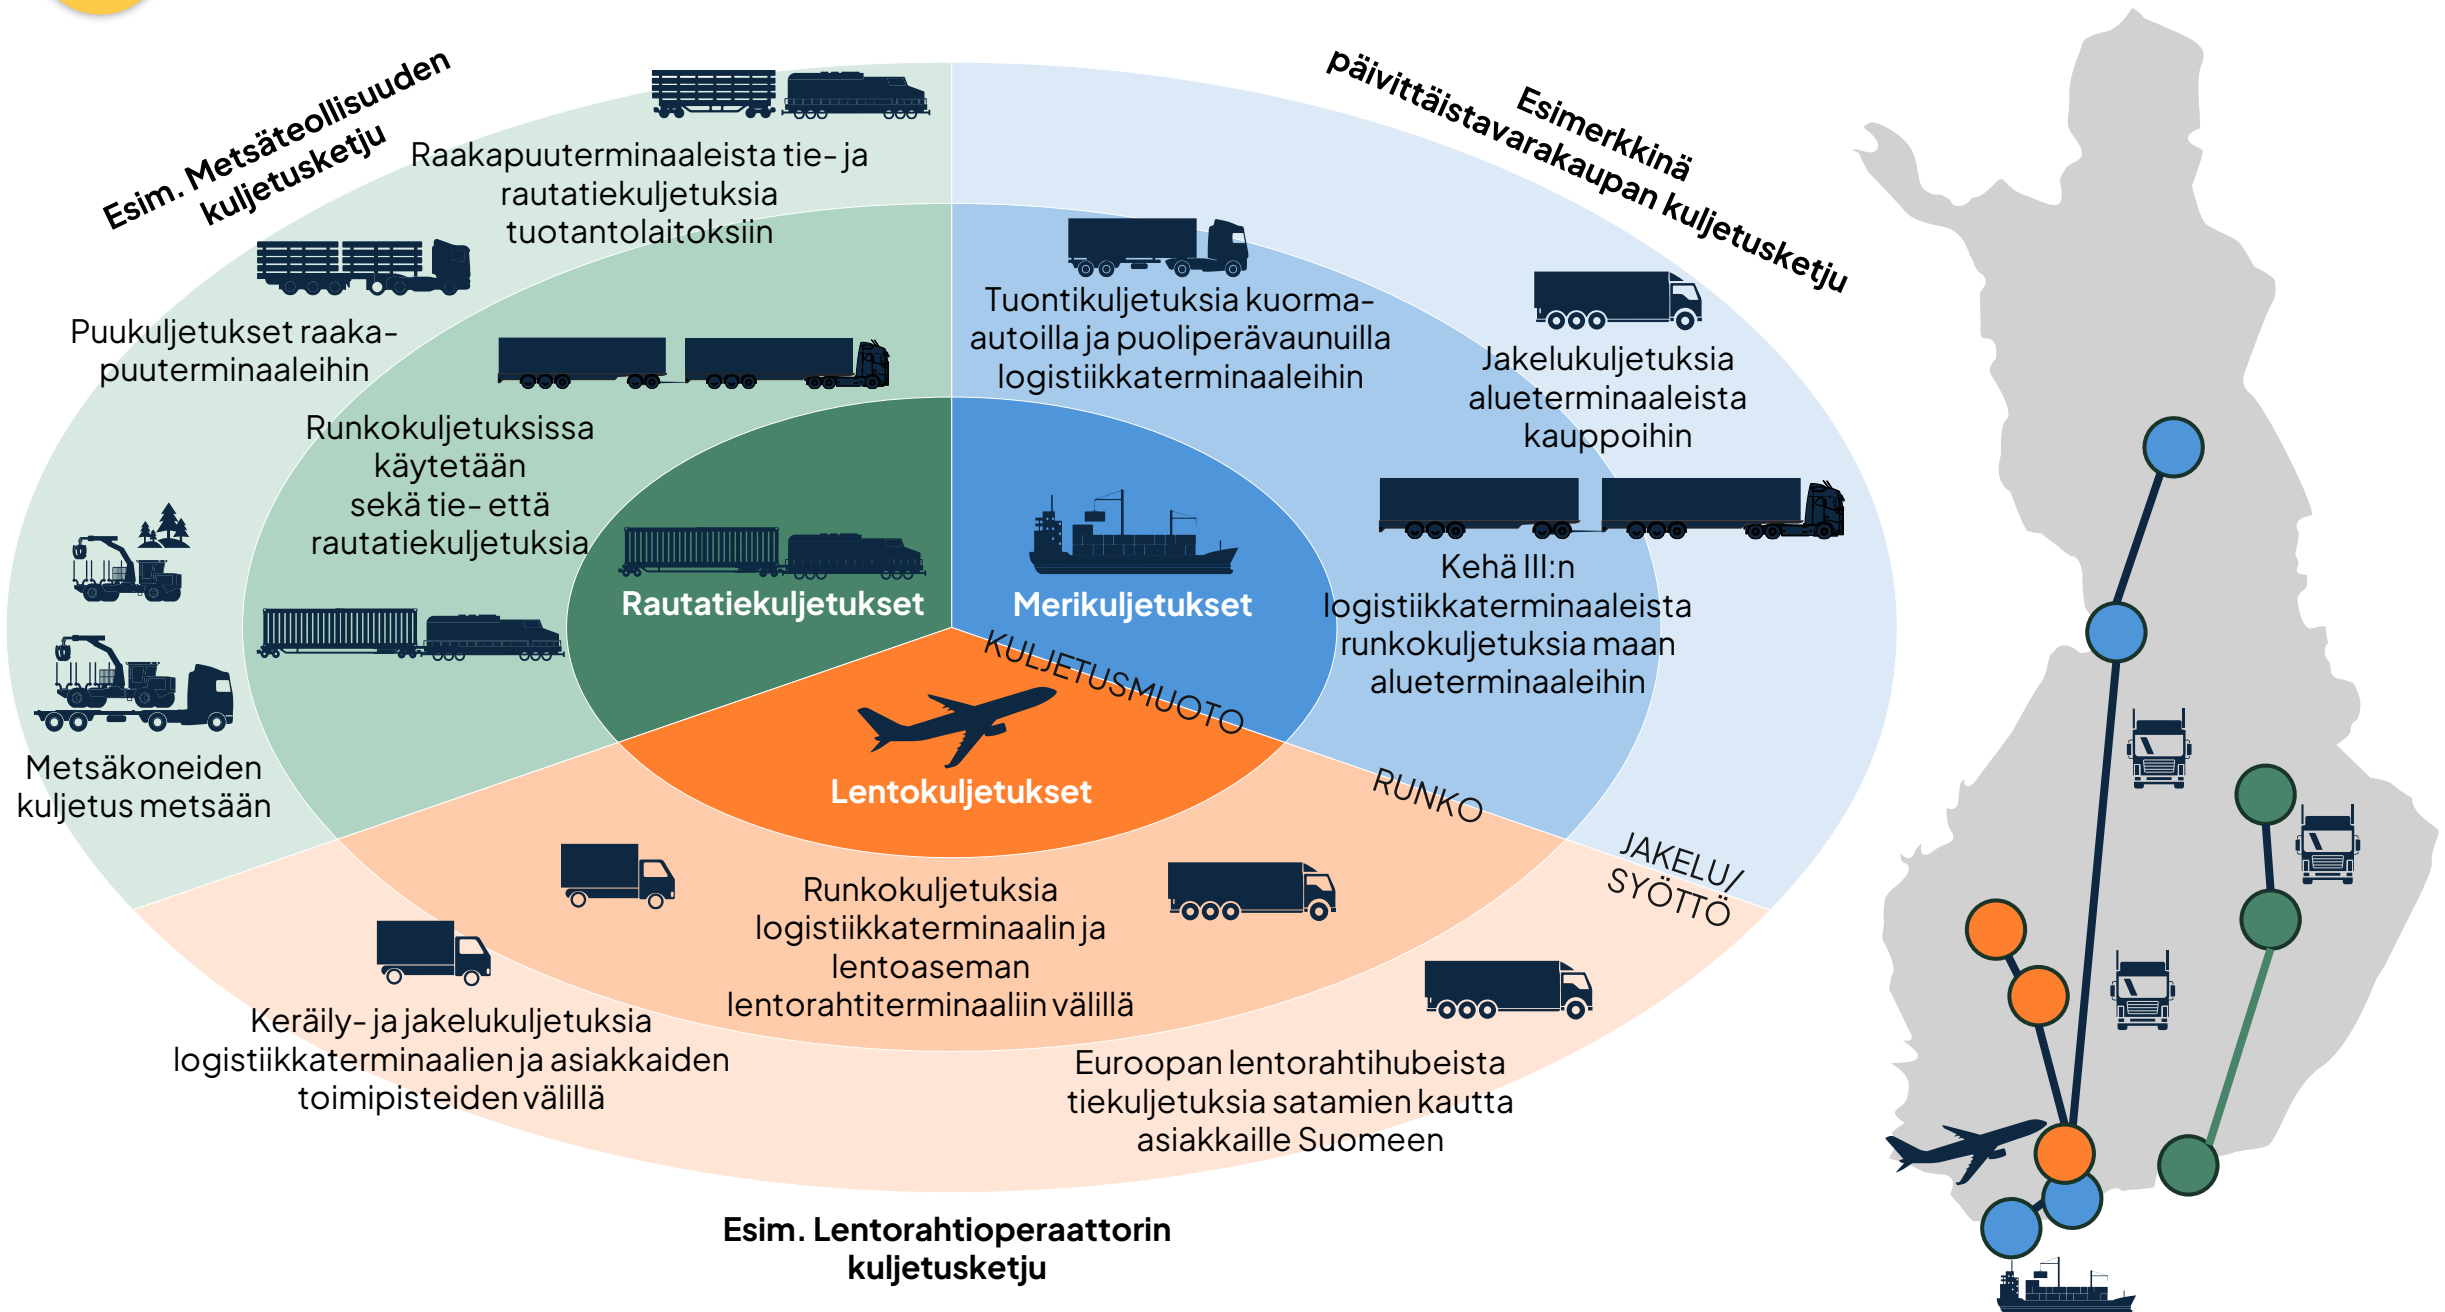 Esim. Metsäteollisuuden
kuljetusketju
Raakapuuterminaaleista tie- ja
rautatiekuljetuksia
tuotantolaitoksiin
Puukuljetukset raaka-
puuterminaaleihin
Runkokuljetuksissa
käytetään
sekä tie- että
rautatiekuljetuksia
Metsäkoneiden
kuljetus metsään
Rautatiekuljetukset
Esimerkkinä
päivittäistavarakaupan kuljetusketju
Tuontikuljetuksia kuorma-
autoilla ja puoliperävaunuilla
logistiikkaterminaaleihin
Jakelukuljetuksia
alueterminaaleista
kauppoihin
Kehä III:n
logistiikkaterminaaleista
runkokuljetuksia maan
alueterminaaleihin
Merikuljetukset
KULJETUSMUOTO
RUNKO
JAKELU/
SYÖTTÖ
Lentokuljetukset
Runkokuljetuksia
logistiikkaterminaalin ja
lentoaseman
lentorahtiterminaaliin välillä
Keräily- ja jakelukuljetuksia
logistiikkaterminaalien ja asiakkaiden
toimipisteiden välillä
Euroopan lentorahtihubeista
tiekuljetuksia satamien kautta
asiakkaille Suomeen
Esim. Lentorahtioperaattorin
kuljetusketju